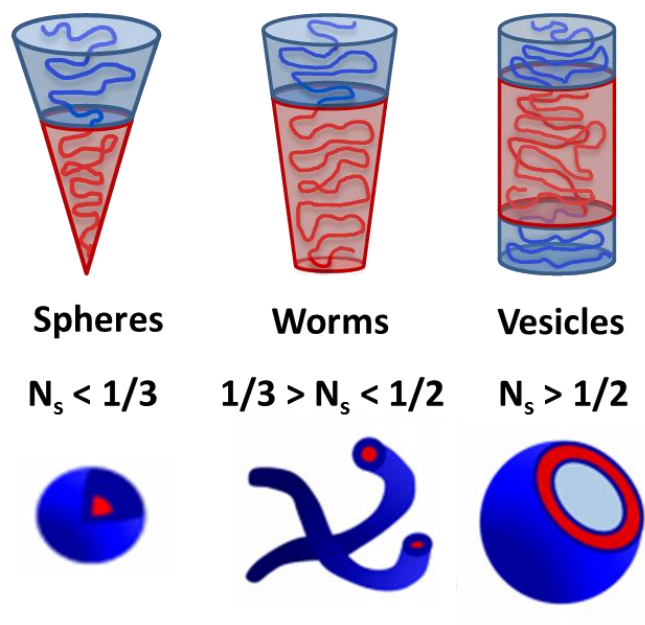 Spheres Worms Vesicles
Nₛ < 1/3 1/3 > Nₛ < 1/2 Nₛ > 1/2